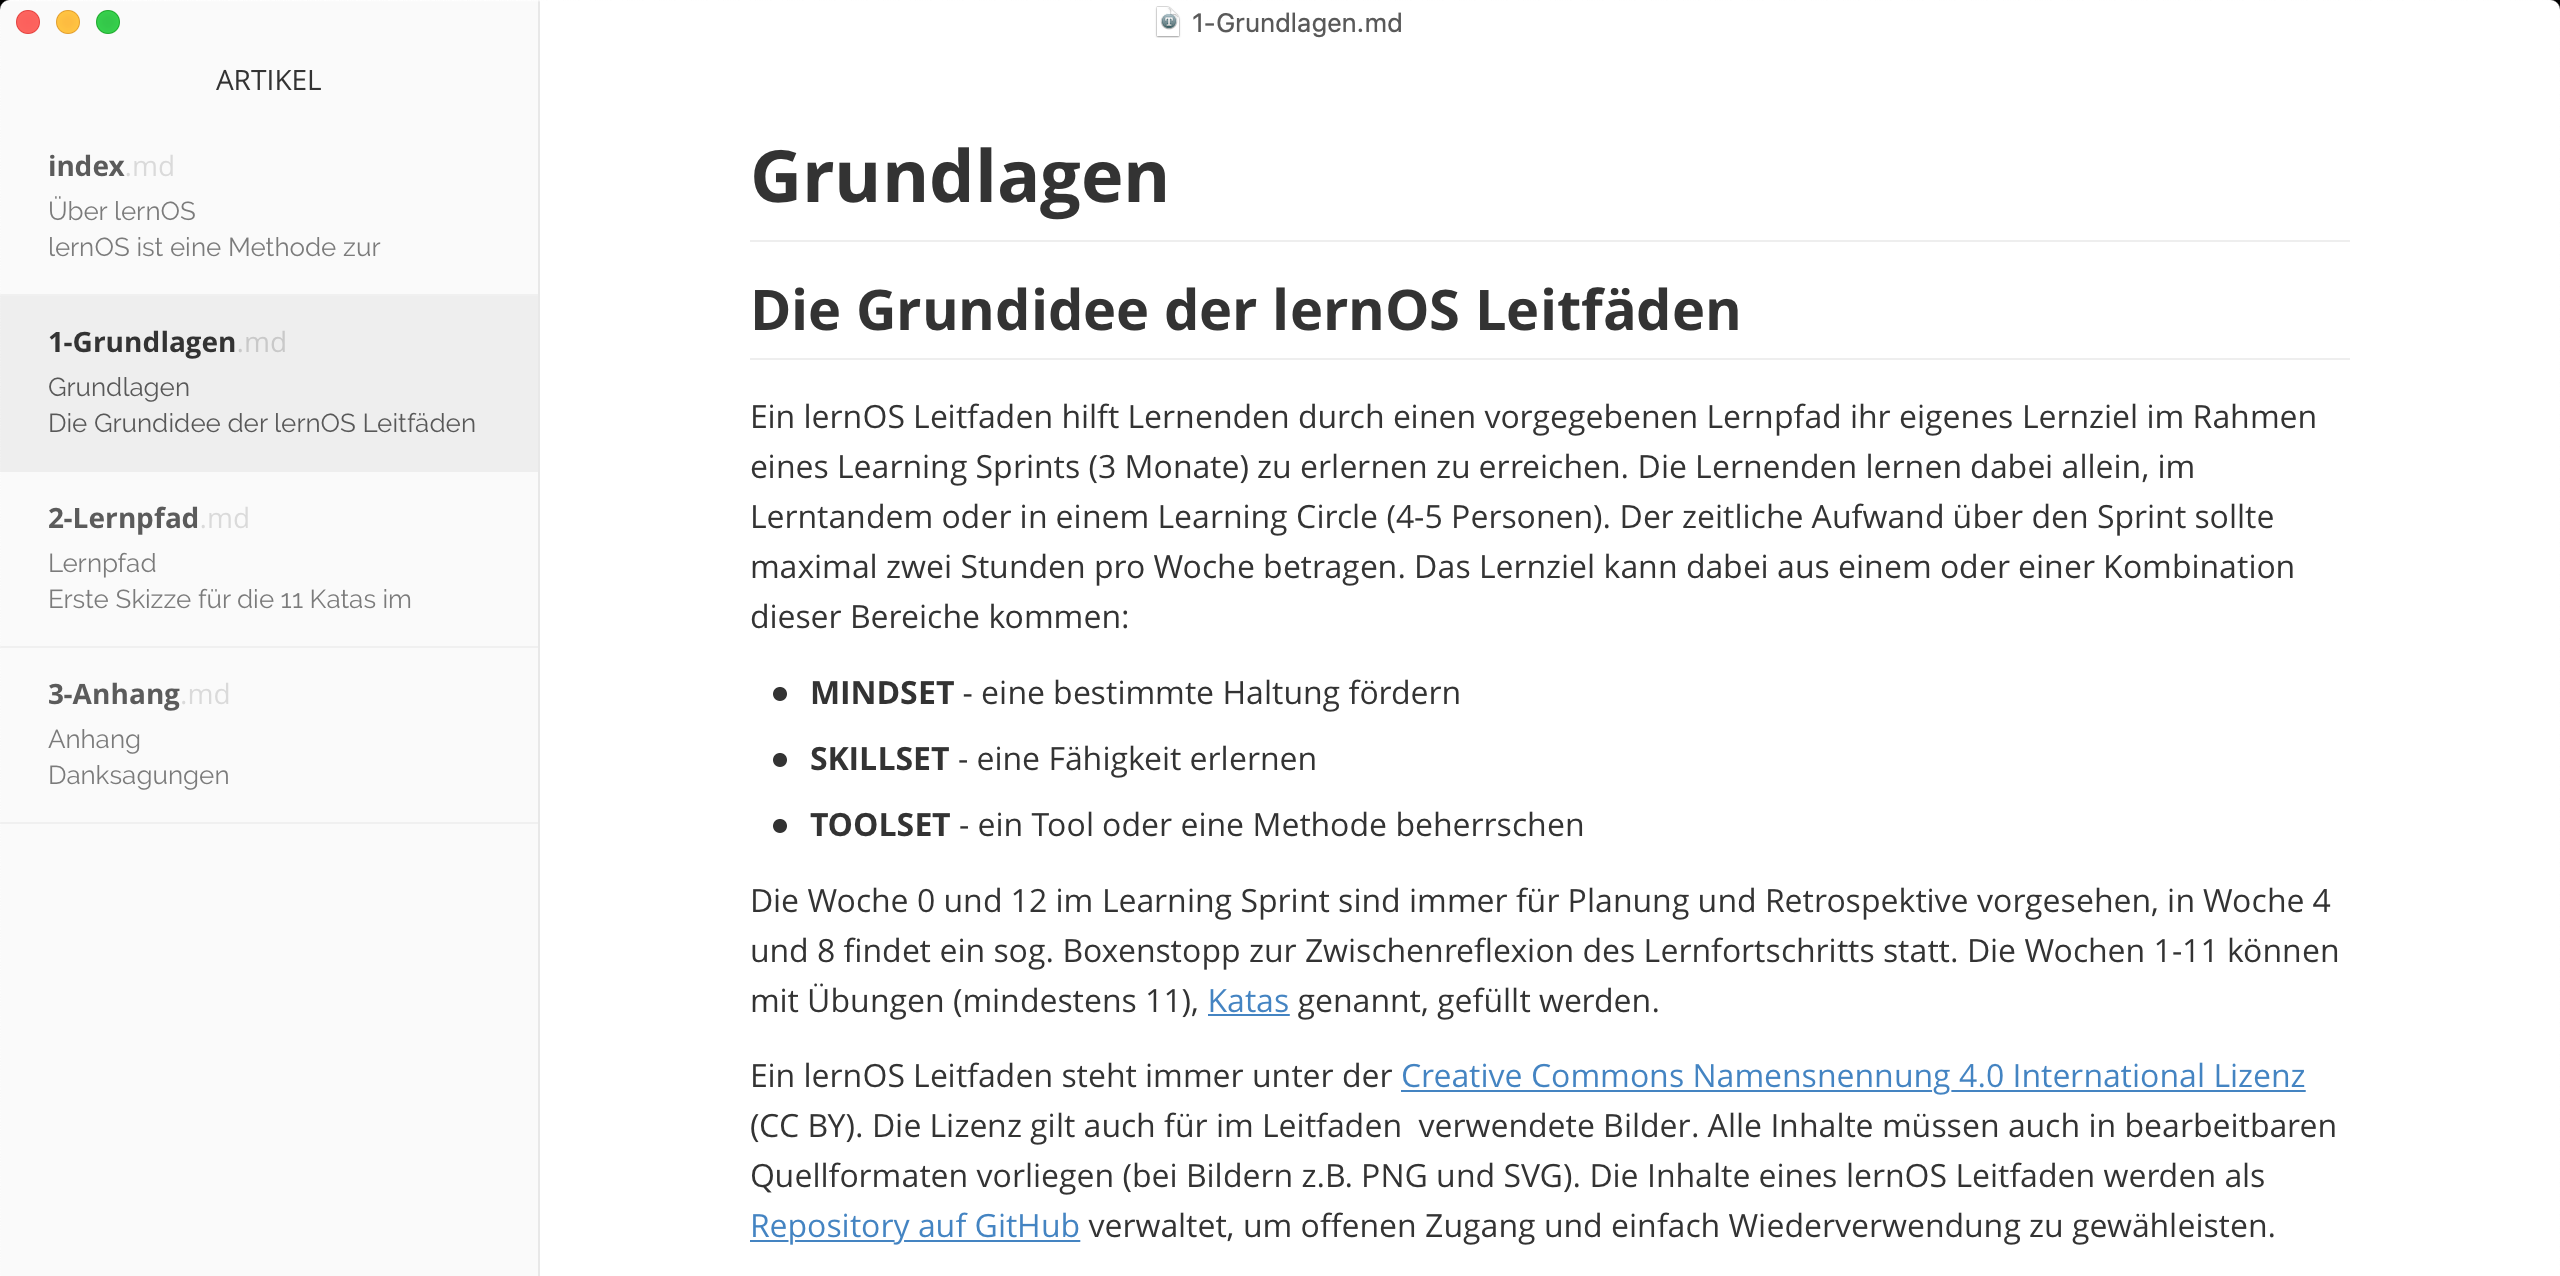 1-Grundlagen.md
ARTIKEL
index.md
Über lernOS
lernOS ist eine Methode zur
1-Grundlagen.md
Grundlagen
Die Grundidee der lernOS Leitfäden
2-Lernpfad.md
Lernpfad
Erste Skizze für die 11 Katas im
3-Anhang.md
Anhang
Danksagungen
Grundlagen
Die Grundidee der lernOS Leitfäden
Ein lernOS Leitfaden hilft Lernenden durch einen vorgegebenen Lernpfad ihr eigenes Lernziel im Rahmen
eines Learning Sprints (3 Monate) zu erlernen zu erreichen. Die Lernenden lernen dabei allein, im
Lerntandem oder in einem Learning Circle (4-5 Personen). Der zeitliche Aufwand über den Sprint sollte
maximal zwei Stunden pro Woche betragen. Das Lernziel kann dabei aus einem oder einer Kombination
dieser Bereiche kommen:
● MINDSET - eine bestimmte Haltung fördern
● SKILLSET - eine Fähigkeit erlernen
● TOOLSET - ein Tool oder eine Methode beherrschen
Die Woche 0 und 12 im Learning Sprint sind immer für Planung und Retrospektive vorgesehen, in Woche 4
und 8 findet ein sog. Boxenstopp zur Zwischenreflexion des Lernfortschritts statt. Die Wochen 1-11 können
mit Übungen (mindestens 11), Katas genannt, gefüllt werden.
Ein lernOS Leitfaden steht immer unter der Creative Commons Namensnennung 4.0 International Lizenz
(CC BY). Die Lizenz gilt auch für im Leitfaden  verwendete Bilder. Alle Inhalte müssen auch in bearbeitbaren
Quellformaten vorliegen (bei Bildern z.B. PNG und SVG). Die Inhalte eines lernOS Leitfaden werden als
Repository auf GitHub verwaltet, um offenen Zugang und einfach Wiederverwendung zu gewähleisten.